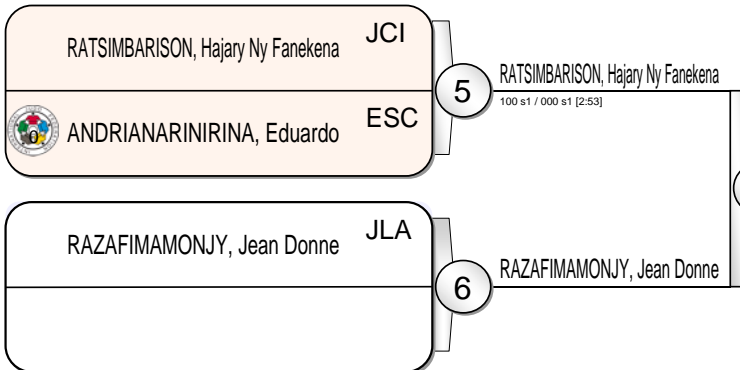 RATSIMBARISON, Hajary Ny Fanekena JCI
ANDRIANARINIRINA, Eduardo ESC
5
RATSIMBARISON, Hajary Ny Fanekena
100 s1 / 000 s1 [2:53]
RAZAFIMAMONJY, Jean Donne JLA
6
RAZAFIMAMONJY, Jean Donne